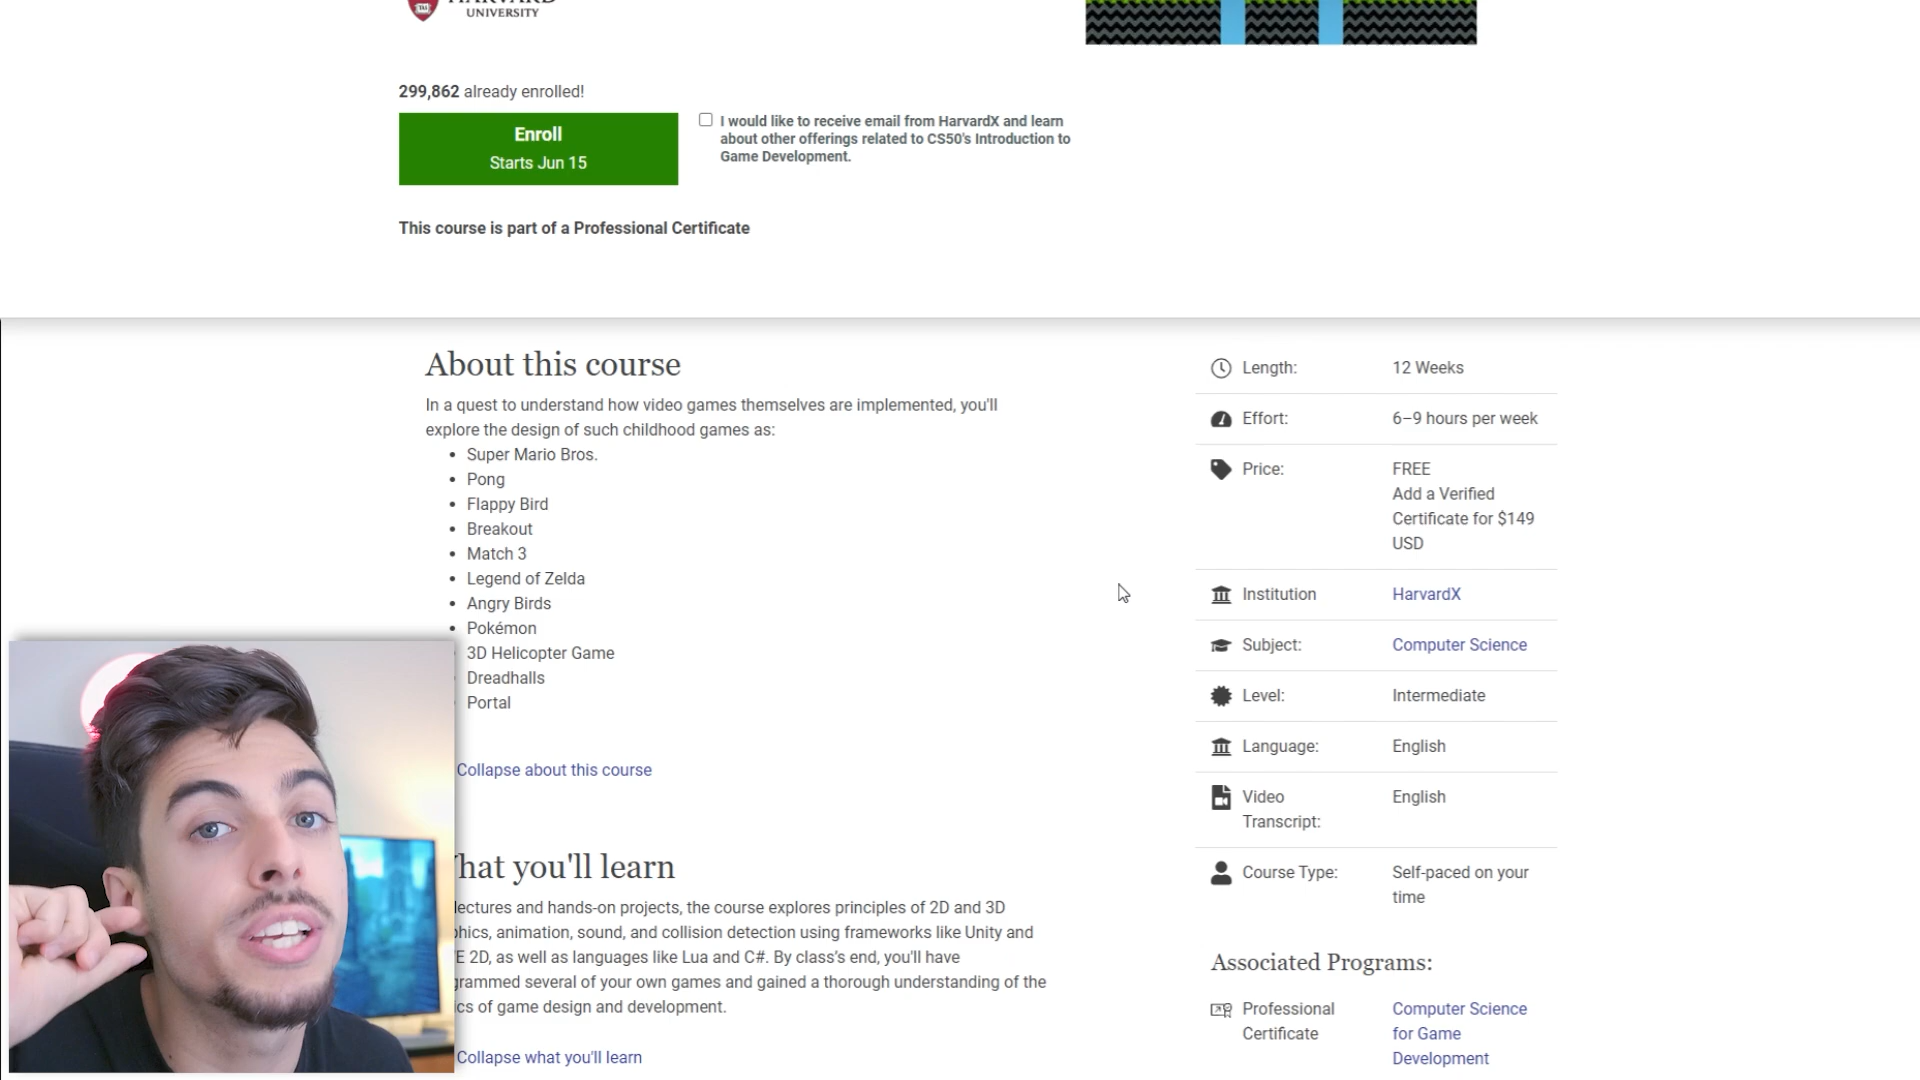 UNIVERSITY
299,862 already enrolled!
Enroll
Starts Jun 15
I would like to receive email from HarvardX and learn
about other offerings related to CS50's Introduction to
Game Development.
This course is part of a Professional Certificate
About this course
In a quest to understand how video games themselves are implemented, you'll
explore the design of such childhood games as:
Super Mario Bros.
Pong
Flappy Bird
Breakout
Match 3
Legend of Zelda
Angry Birds
Pokémon
3D Helicopter Game
Dreadhalls
Portal
Collapse about this course
you'll learn
lectures and hands-on projects, the course explores principles of 2D and 3D
animation, sound, and collision detection using frameworks like Unity and
2D, as well as languages like Lua and C#. By class's end, you'll have
several of your own games and gained a thorough understanding of the
of game design and development.
Collapse what you'll learn
Length: 12 Weeks
Effort: 6–9 hours per week
Price: FREE
Add a Verified
Certificate for $149
USD
Institution HarvardX
Subject: Computer Science
Level: Intermediate
Language: English
Video English
Transcript:
Course Type: Self-paced on your
time
Associated Programs:
Professional Computer Science
Certificate for Game
Development